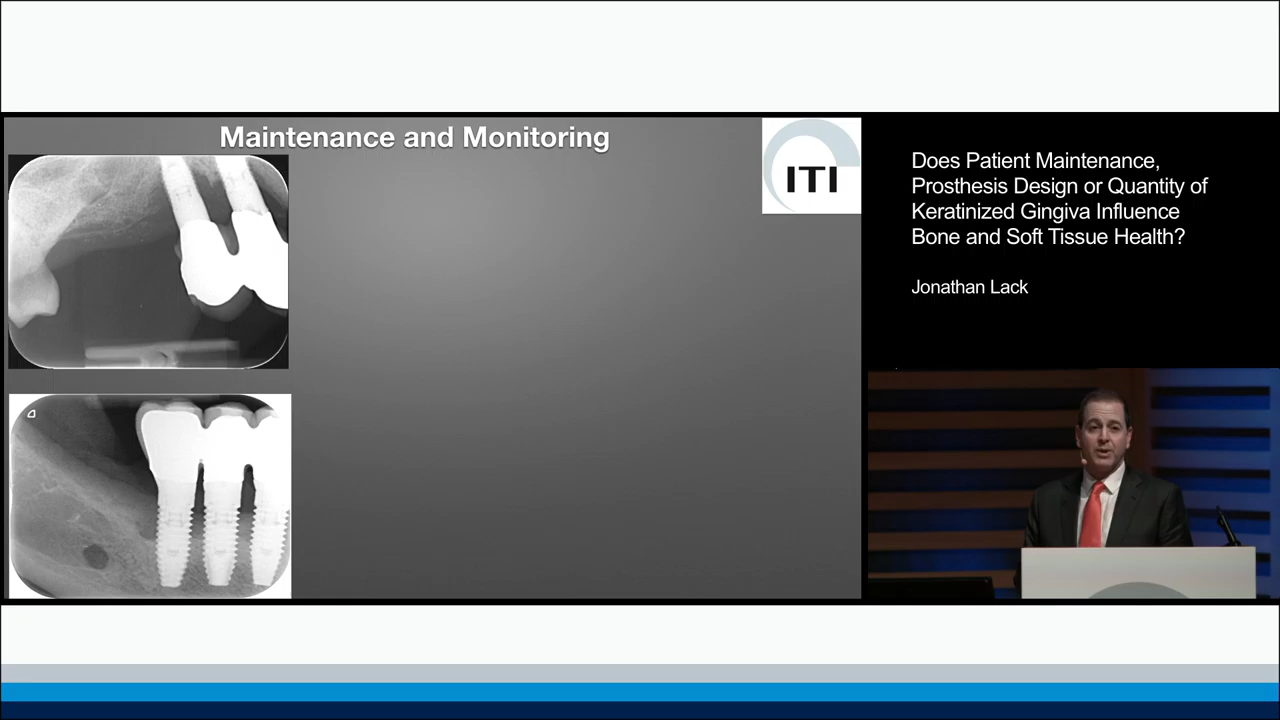 Maintenance and Monitoring
ITI
Does Patient Maintenance,
Prosthesis Design or Quantity of
Keratinized Gingiva Influence
Bone and Soft Tissue Health?
Jonathan Lack